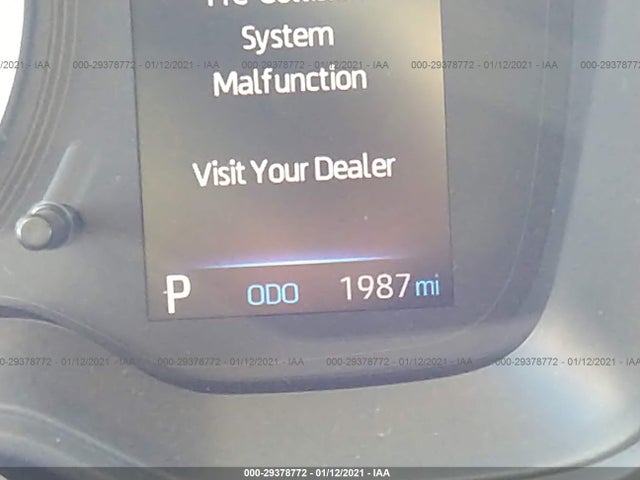 System
Malfunction
Visit Your Dealer
P ODO 1987 mi
000-29378772 - 01/12/2021 - IAA